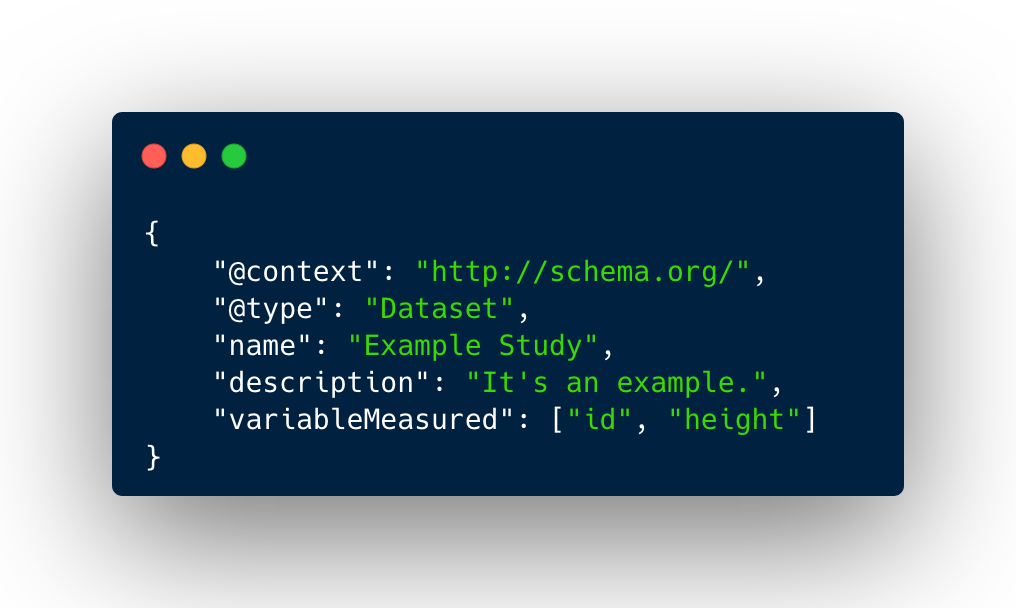 {
    "@context": "http://schema.org/",
    "@type": "Dataset",
    "name": "Example Study",
    "description": "It's an example.",
    "variableMeasured": ["id", "height"]
}